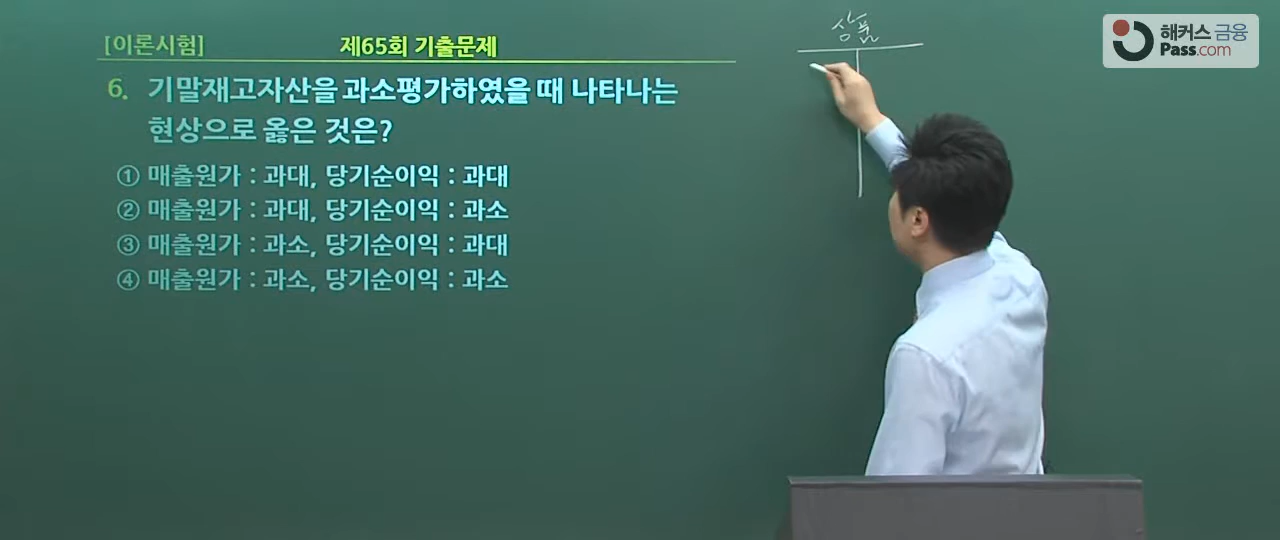 [이론시험] 제65회 기출문제
6. 기말재고자산을 과소평가하였을 때 나타나는
현상으로 옳은 것은?
① 매출원가 : 과대, 당기순이익 : 과대
② 매출원가 : 과대, 당기순이익 : 과소
③ 매출원가 : 과소, 당기순이익 : 과대
④ 매출원가 : 과소, 당기순이익 : 과소
상품
해커스 금융
Pass.com